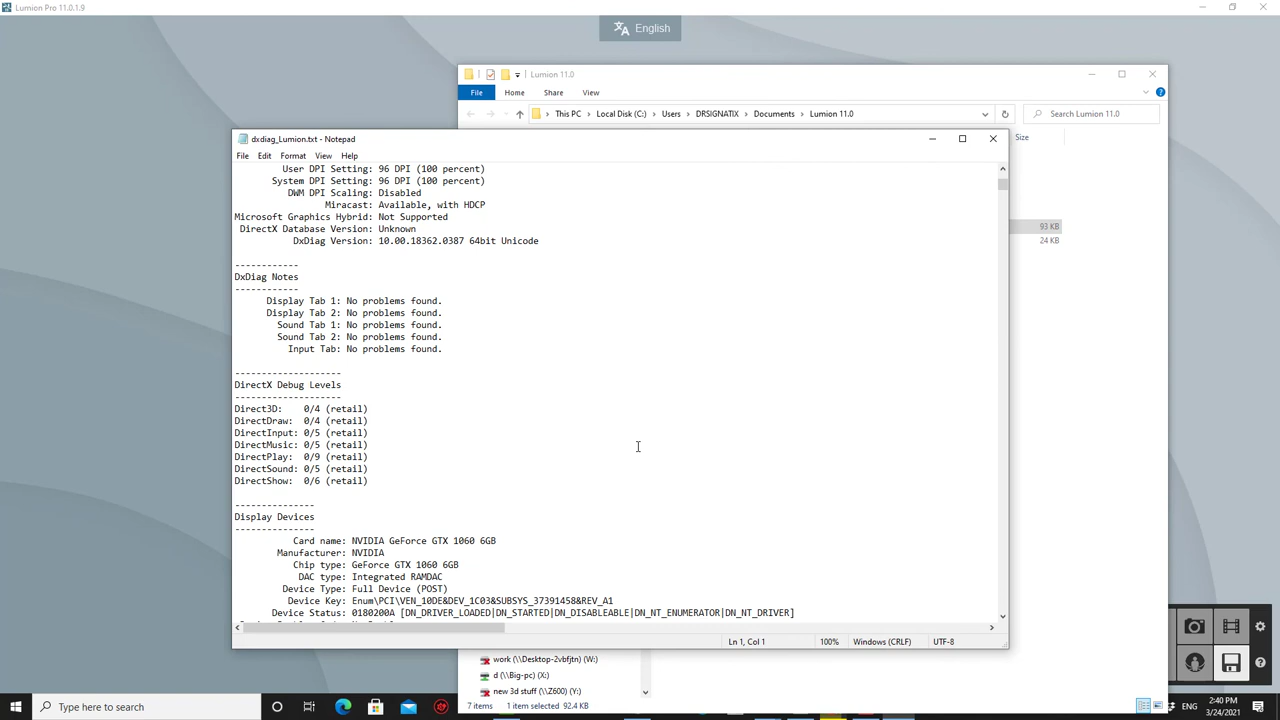 Lumion Pro 11.0.1.9
English
Lumion 11.0
File Home Share View
This PC > Local Disk (C:) > Users > DRSIGNATIX > Documents > Lumion 11.0
Search Lumion 11.0
Size
93 KB
24 KB
dxdiag_Lumion.txt - Notepad
File Edit Format View Help
User DPI Setting: 96 DPI (100 percent)
System DPI Setting: 96 DPI (100 percent)
DWM DPI Scaling: Disabled
Miracast: Available, with HDCP
Microsoft Graphics Hybrid: Not Supported
DirectX Database Version: Unknown
DxDiag Version: 10.00.18362.0387 64bit Unicode
------------
DxDiag Notes
------------
Display Tab 1: No problems found.
Display Tab 2: No problems found.
Sound Tab 1: No problems found.
Sound Tab 2: No problems found.
Input Tab: No problems found.
--------------------
DirectX Debug Levels
--------------------
Direct3D: 0/4 (retail)
DirectDraw: 0/4 (retail)
DirectInput: 0/5 (retail)
DirectMusic: 0/5 (retail)
DirectPlay: 0/9 (retail)
DirectSound: 0/5 (retail)
DirectShow: 0/6 (retail)
---------------
Display Devices
---------------
Card name: NVIDIA GeForce GTX 1060 6GB
Manufacturer: NVIDIA
Chip type: GeForce GTX 1060 6GB
DAC type: Integrated RAMDAC
Device Type: Full Device (POST)
Device Key: Enum\PCI\VEN_10DE&DEV_1C03&SUBSYS_37391458&REV_A1
Device Status: 0180200A [DN_DRIVER_LOADED|DN_STARTED|DN_DISABLEABLE|DN_NT_ENUMERATOR|DN_NT_DRIVER]
Ln 1, Col 1 100% Windows (CRLF) UTF-8
work (\\Desktop-2vbfjtn) (W:)
d (\\Big-pc) (X:)
new 3d stuff (\\Z600) (Y:)
7 items 1 item selected 92.4 KB
Type here to search
ENG
2:40 PM
3/24/2021